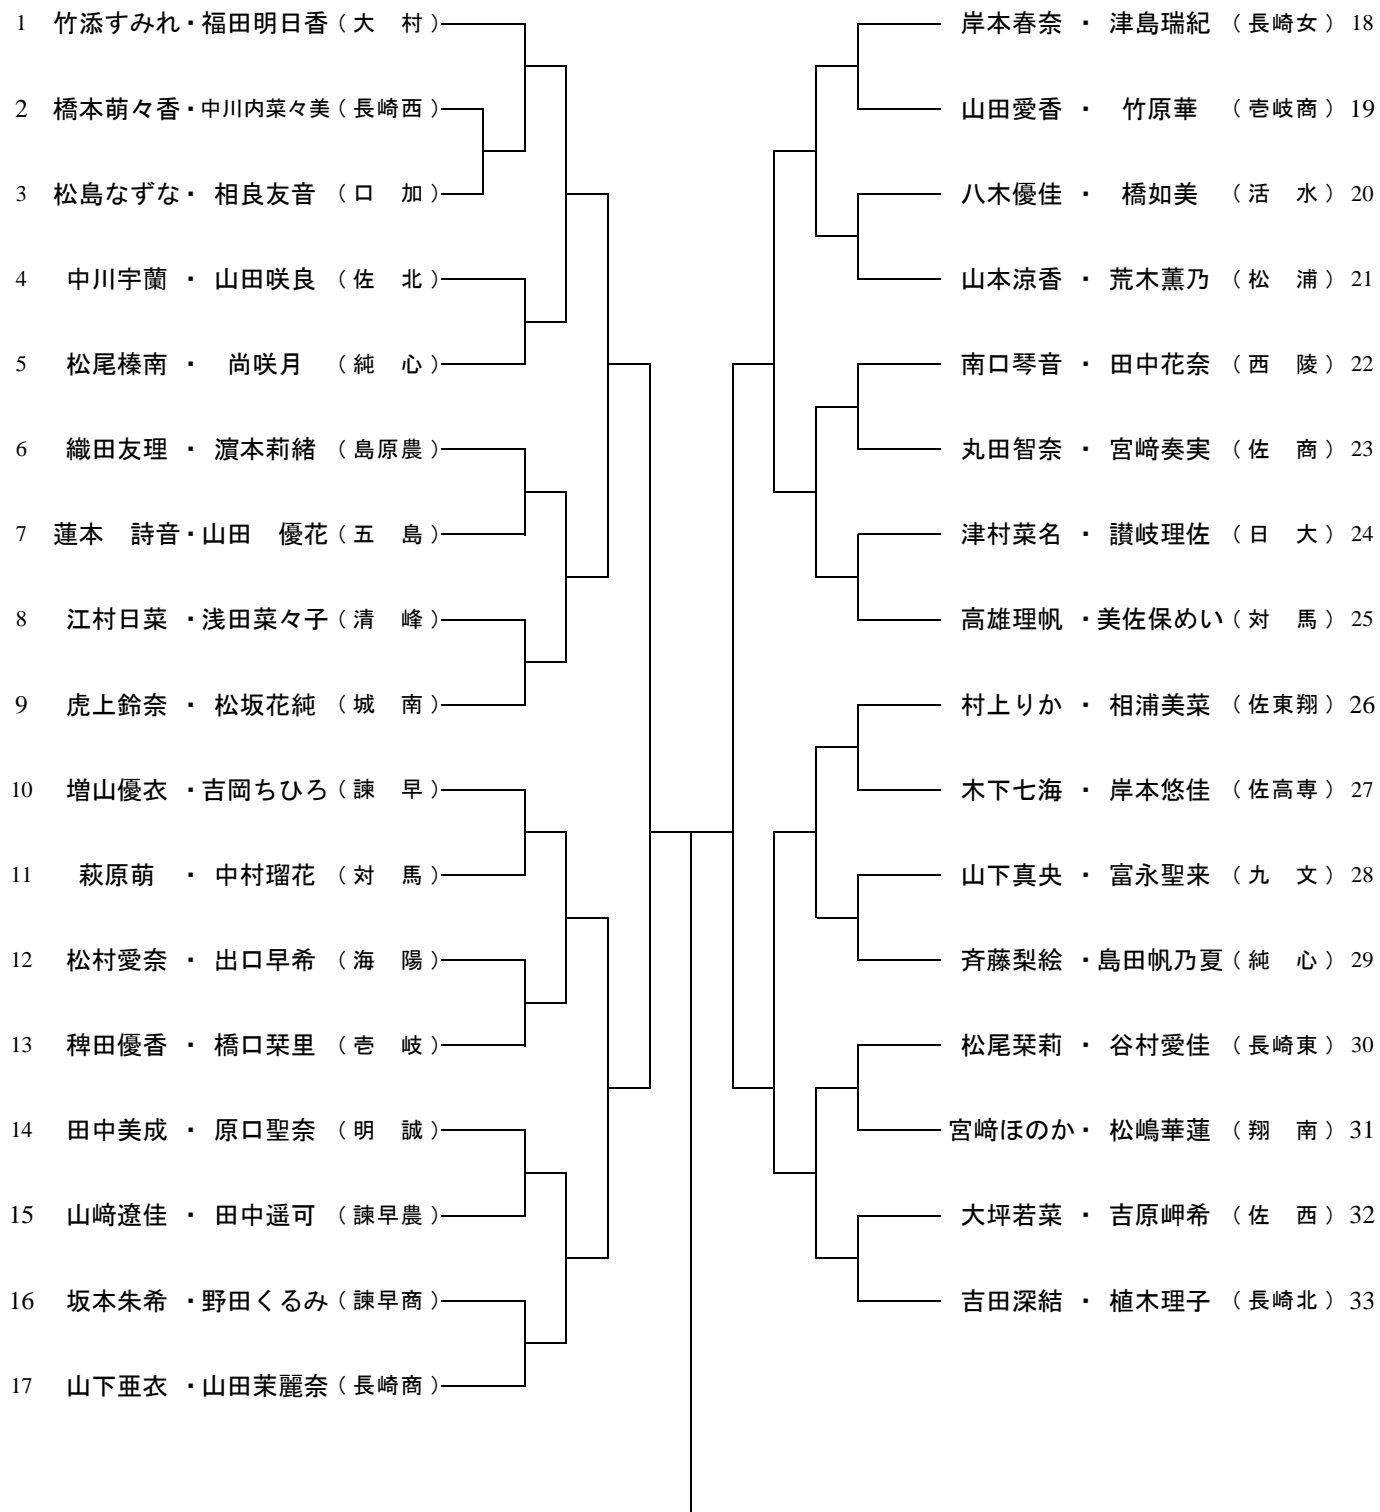 1 竹添すみれ・福田明日香（大　村）
2 橋本萌々香・中川内菜々美（長崎西）
3 松島なずな・ 相良友音 （口　加）
4 中川宇蘭 ・ 山田咲良 （佐　北）
5 松尾榛南 ・ 尚咲月 （純　心）
6 織田友理 ・ 濵本莉緒 （島原農）
7 蓮本　詩音・山田　優花（五　島）
8 江村日菜 ・浅田菜々子（清　峰）
9 虎上鈴奈 ・ 松坂花純 （城　南）
10 増山優衣 ・吉岡ちひろ（諫　早）
11 萩原萌 ・ 中村瑠花 （対　馬）
12 松村愛奈 ・ 出口早希 （海　陽）
13 稗田優香 ・ 橋口栞里 （壱　岐）
14 田中美成 ・ 原口聖奈 （明　誠）
15 山﨑遼佳 ・ 田中遥可 （諫早農）
16 坂本朱希 ・野田くるみ（諫早商）
17 山下亜衣 ・山田茉麗奈（長崎商）
岸本春奈 ・ 津島瑞紀 （長崎女）18
山田愛香 ・ 竹原華 （壱岐商）19
八木優佳 ・ 橋如美 （活　水）20
山本涼香 ・ 荒木薫乃 （松　浦）21
南口琴音 ・ 田中花奈 （西　陵）22
丸田智奈 ・ 宮﨑奏実 （佐　商）23
津村菜名 ・ 讃岐理佐 （日　大）24
高雄理帆 ・美佐保めい（対　馬）25
村上りか ・ 相浦美菜 （佐東翔）26
木下七海 ・ 岸本悠佳 （佐高専）27
山下真央 ・ 富永聖来 （九　文）28
斉藤梨絵 ・島田帆乃夏（純　心）29
松尾栞莉 ・ 谷村愛佳 （長崎東）30
宮﨑ほのか・ 松嶋華蓮 （翔　南）31
大坪若菜 ・ 吉原岬希 （佐　西）32
吉田深結 ・ 植木理子 （長崎北）33